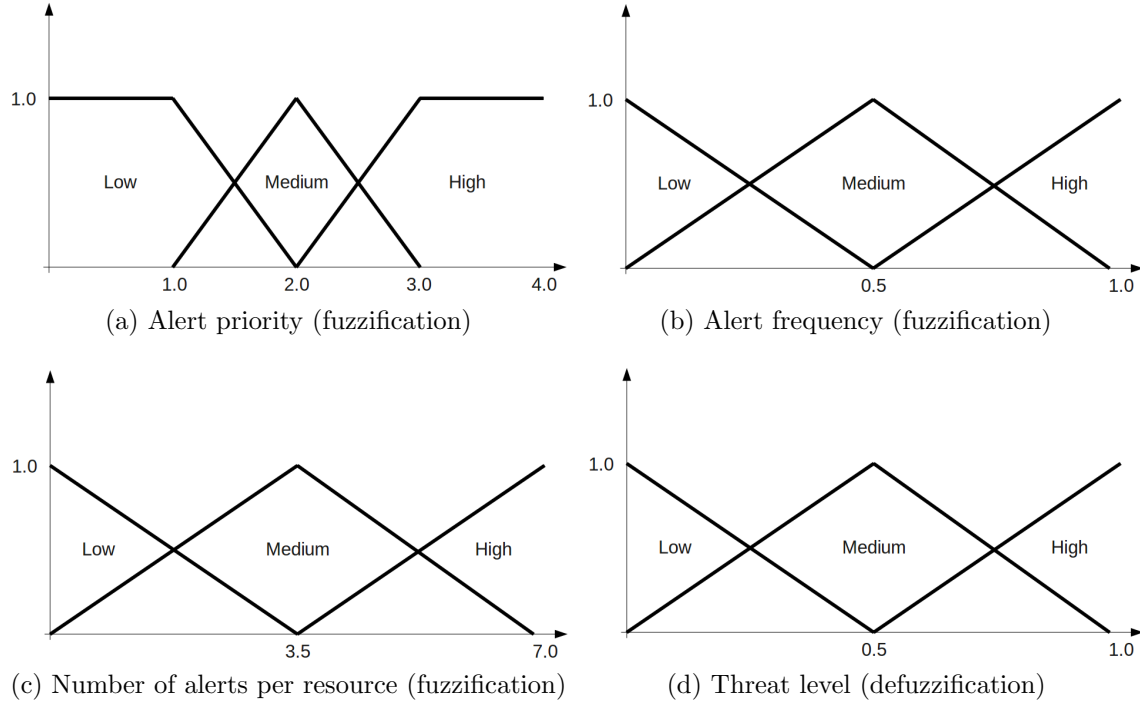 1.0
Low
Medium
High
1.0
2.0
3.0
4.0
(a) Alert priority (fuzzification)
1.0
Low
Medium
High
0.5
1.0
(b) Alert frequency (fuzzification)
1.0
Low
Medium
High
3.5
7.0
(c) Number of alerts per resource (fuzzification)
1.0
Low
Medium
High
0.5
1.0
(d) Threat level (defuzzification)